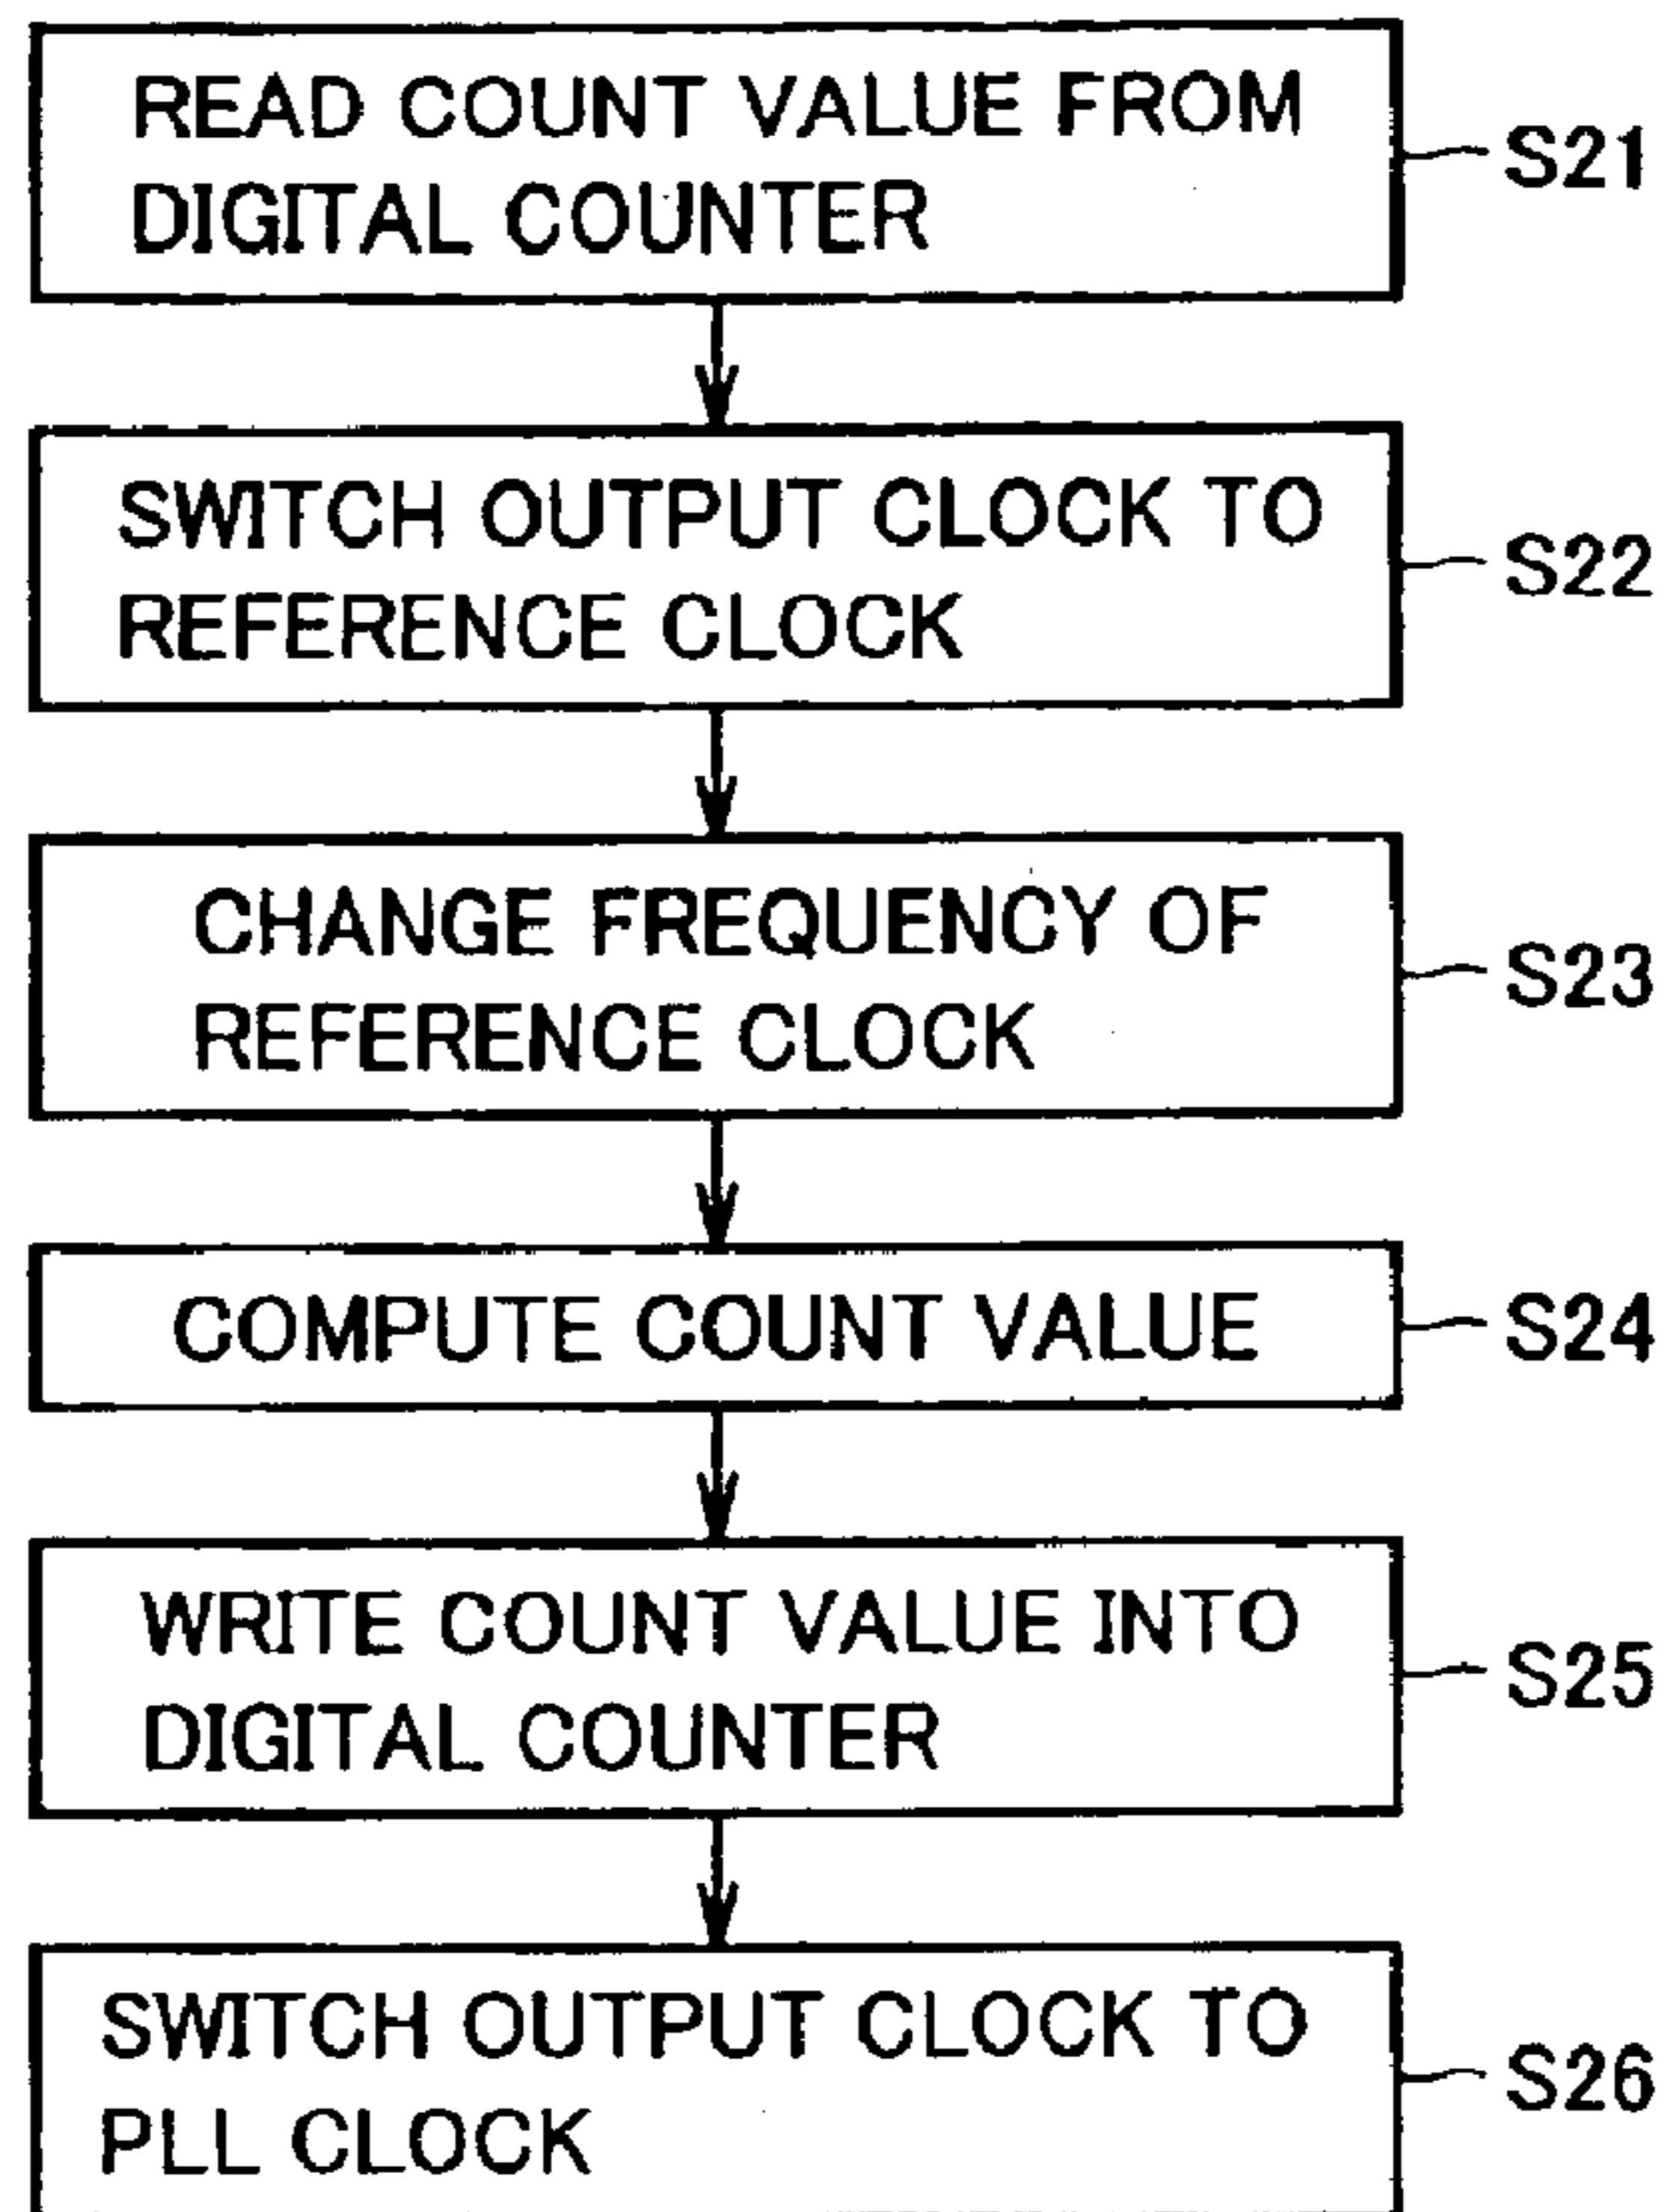 READ COUNT VALUE FROM
DIGITAL COUNTER
S21
SWITCH OUTPUT CLOCK TO
REFERENCE CLOCK
S22
CHANGE FREQUENCY OF
REFERENCE CLOCK
S23
COMPUTE COUNT VALUE
S24
WRITE COUNT VALUE INTO
DIGITAL COUNTER
S25
SWITCH OUTPUT CLOCK TO
PLL CLOCK
S26